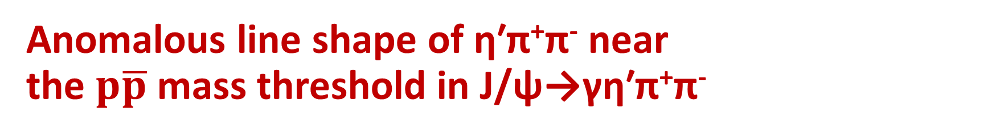 Anomalous line shape of η′π⁺π⁻ near
the pp̅ mass threshold in J/ψ→γη′π⁺π⁻